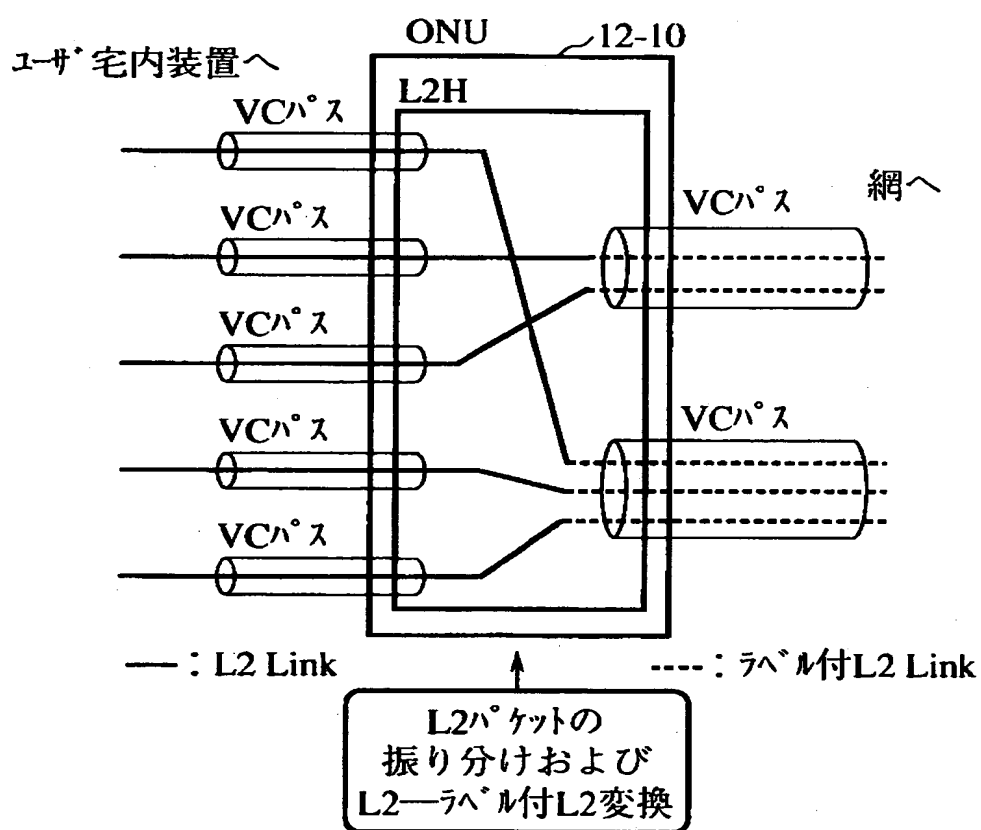 ONU
12-10
ﾕｰｻﾞ宅内装置へ
L2H
VCﾊﾟｽ
VCﾊﾟｽ
網へ
VCﾊﾟｽ
VCﾊﾟｽ
VCﾊﾟｽ
VCﾊﾟｽ
VCﾊﾟｽ
──：L2 Link
----：ﾗﾍﾞﾙ付L2 Link
L2ﾊﾟｹｯﾄの
振り分けおよび
L2──ﾗﾍﾞﾙ付L2変換